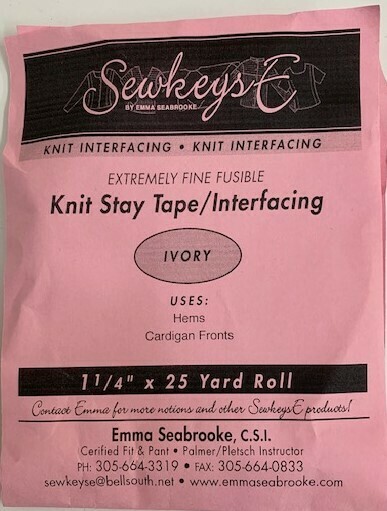 SewkeysE
BY EMMA SEABROOKE
KNIT INTERFACING • KNIT INTERFACING
EXTREMELY FINE FUSIBLE
Knit Stay Tape/Interfacing
IVORY
USES:
Hems
Cardigan Fronts
1 1/4" x 25 Yard Roll
Contact Emma for more notions and other SewkeysE products!
Emma Seabrooke, C.S.I.
Cerified Fit & Pant • Palmer/Pletsch Instructor
PH: 305-664-3319 • FAX: 305-664-0833
sewkeyse@bellsouth.net • www.emmaseabrooke.com